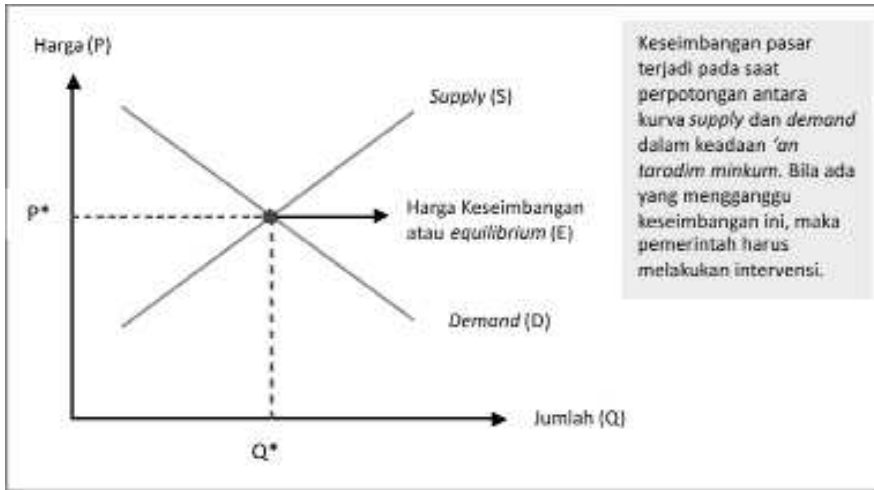 Harga (P)
Supply (S)
P*
Harga Keseimbangan
atau equilibrium (E)
Demand (D)
Jumlah (Q)
Q*
Keseimbangan pasar
terjadi pada saat
perpotongan antara
kurva supply dan demand
dalam keadaan ‘an
taradim minkum. Bila ada
yang mengganggu
keseimbangan ini, maka
pemerintah harus
melakukan intervensi.